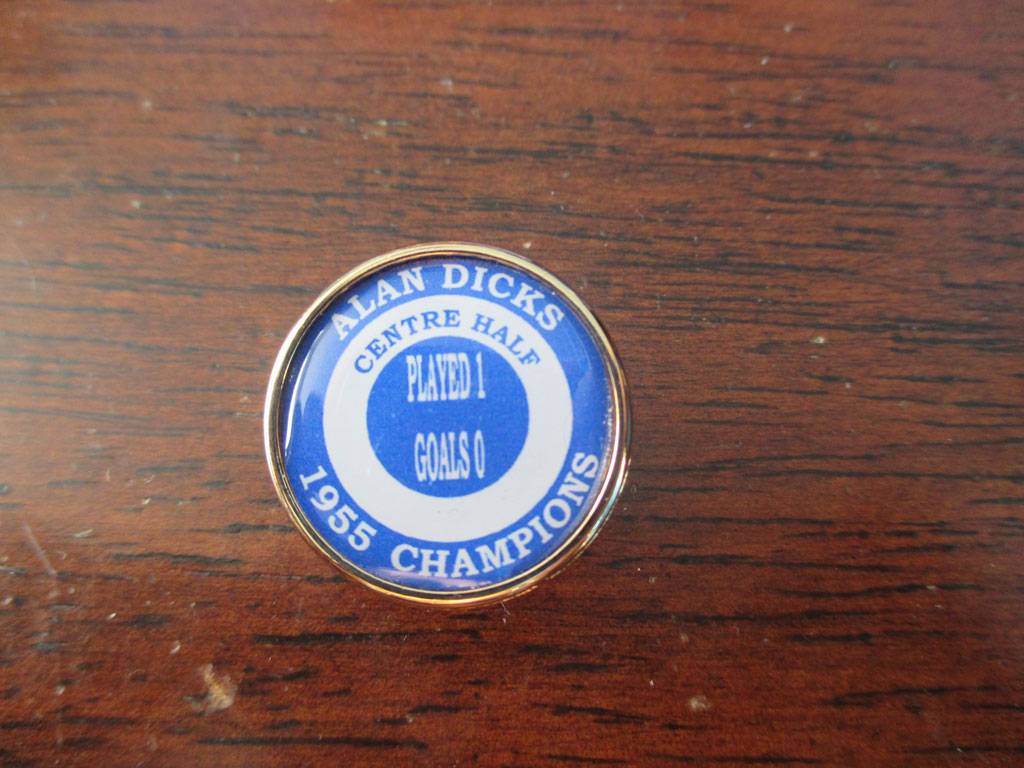 ALAN DICKS
CENTRE HALF
PLAYED 1
GOALS 0
1955 CHAMPIONS